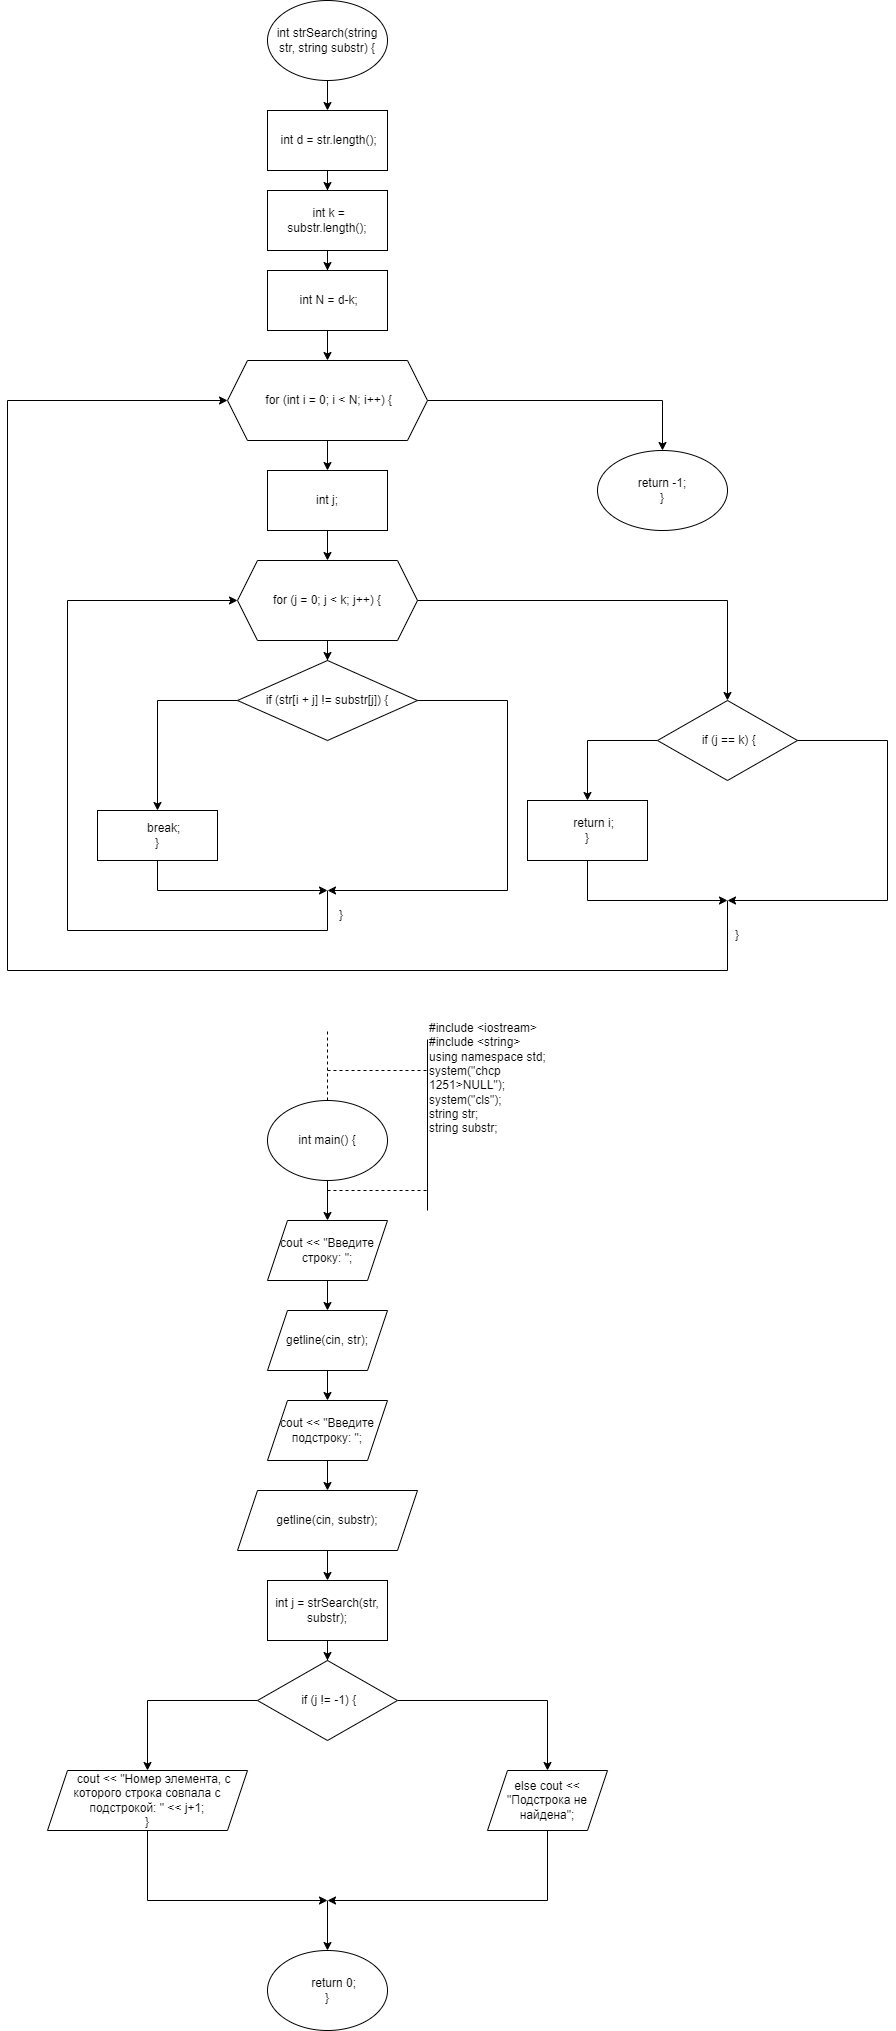 int strSearch(string
str, string substr) {
int d = str.length();
int k =
substr.length();
int N = d-k;
for (int i = 0; i < N; i++) {
return -1;
}
int j;
for (j = 0; j < k; j++) {
if (str[i + j] != substr[j]) {
if (j == k) {
break;
}
return i;
}
}
}
#include <iostream>
#include <string>
using namespace std;
system("chcp
1251>NULL");
system("cls");
string str;
string substr;
int main() {
cout << "Введите
строку: ";
getline(cin, str);
cout << "Введите
подстроку: ";
getline(cin, substr);
int j = strSearch(str,
substr);
if (j != -1) {
cout << "Номер элемента, с
которого строка совпала с
подстрокой: " << j+1;
}
else cout <<
"Подстрока не
найдена";
return 0;
}